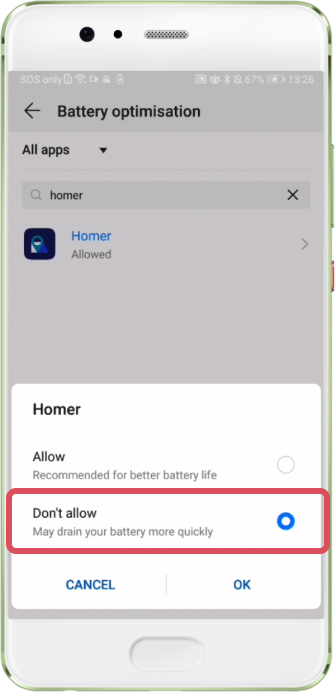 SOS only 67% 13:26
Battery optimisation
All apps
homer
Homer
Allowed
Homer
Allow
Recommended for better battery life
Don't allow
May drain your battery more quickly
CANCEL OK